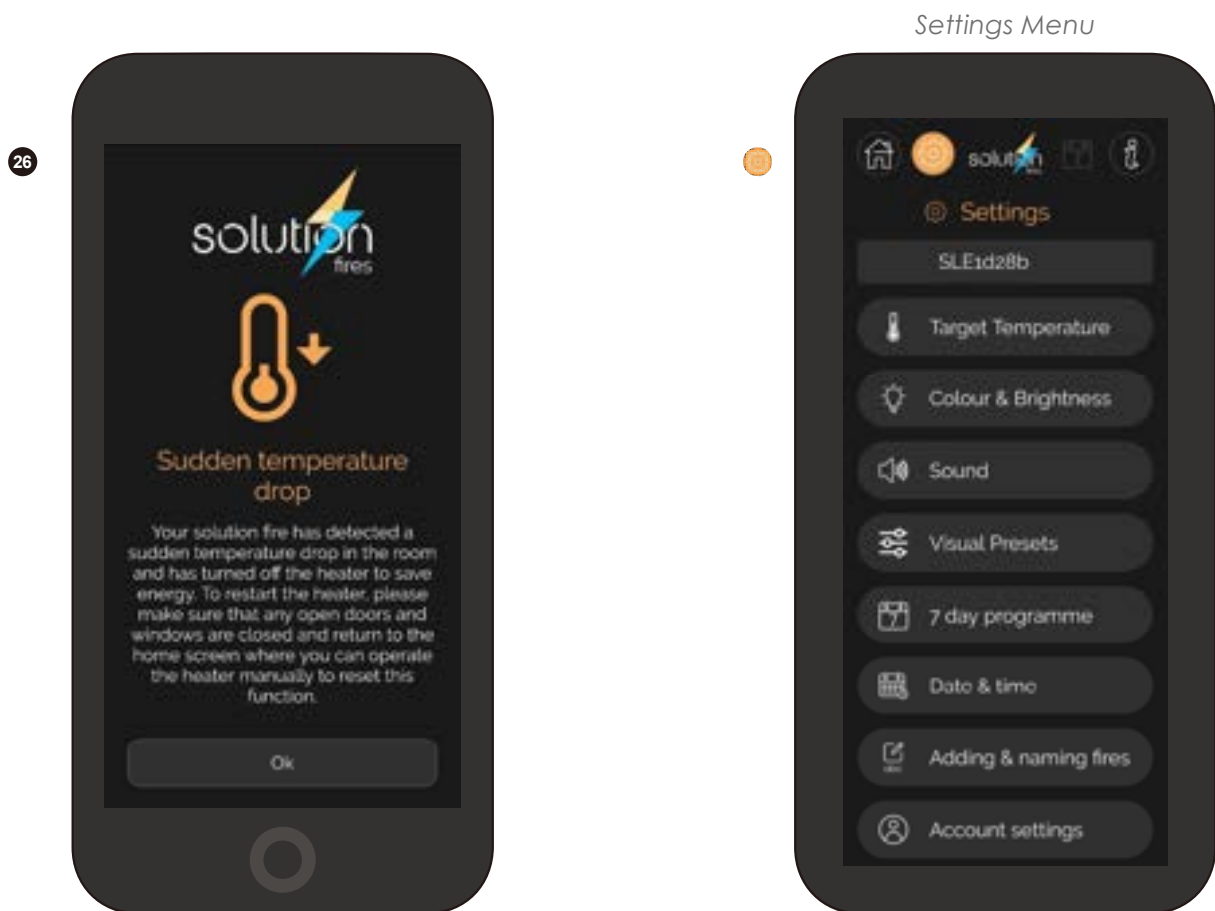 Settings Menu
26
solution
fires
Sudden temperature
drop
Your solution fire has detected a
sudden temperature drop in the room
and has turned off the heater to save
energy. To restart the heater, please
make sure that any open doors and
windows are closed and return to the
home screen where you can operate
the heater manually to reset this
function.
Ok
solution
Settings
SLE1d28b
Target Temperature
Colour & Brightness
Sound
Visual Presets
7
7 day programme
Date & time
Adding & naming fires
Account settings